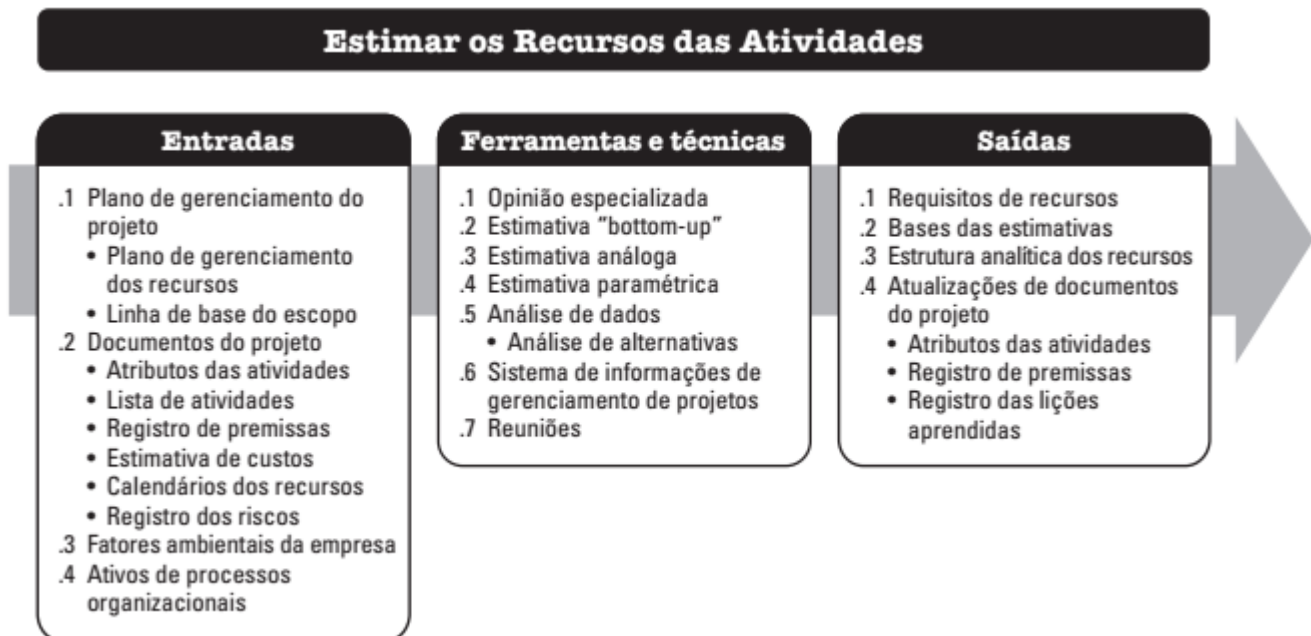 Estimar os Recursos das Atividades
Entradas
.1 Plano de gerenciamento do
projeto
• Plano de gerenciamento
dos recursos
• Linha de base do escopo
.2 Documentos do projeto
• Atributos das atividades
• Lista de atividades
• Registro de premissas
• Estimativa de custos
• Calendários dos recursos
• Registro dos riscos
.3 Fatores ambientais da empresa
.4 Ativos de processos
organizacionais
Ferramentas e técnicas
.1 Opinião especializada
.2 Estimativa “bottom-up”
.3 Estimativa análoga
.4 Estimativa paramétrica
.5 Análise de dados
• Análise de alternativas
.6 Sistema de informações de
gerenciamento de projetos
.7 Reuniões
Saídas
.1 Requisitos de recursos
.2 Bases das estimativas
.3 Estrutura analítica dos recursos
.4 Atualizações de documentos
do projeto
• Atributos das atividades
• Registro de premissas
• Registro das lições
aprendidas